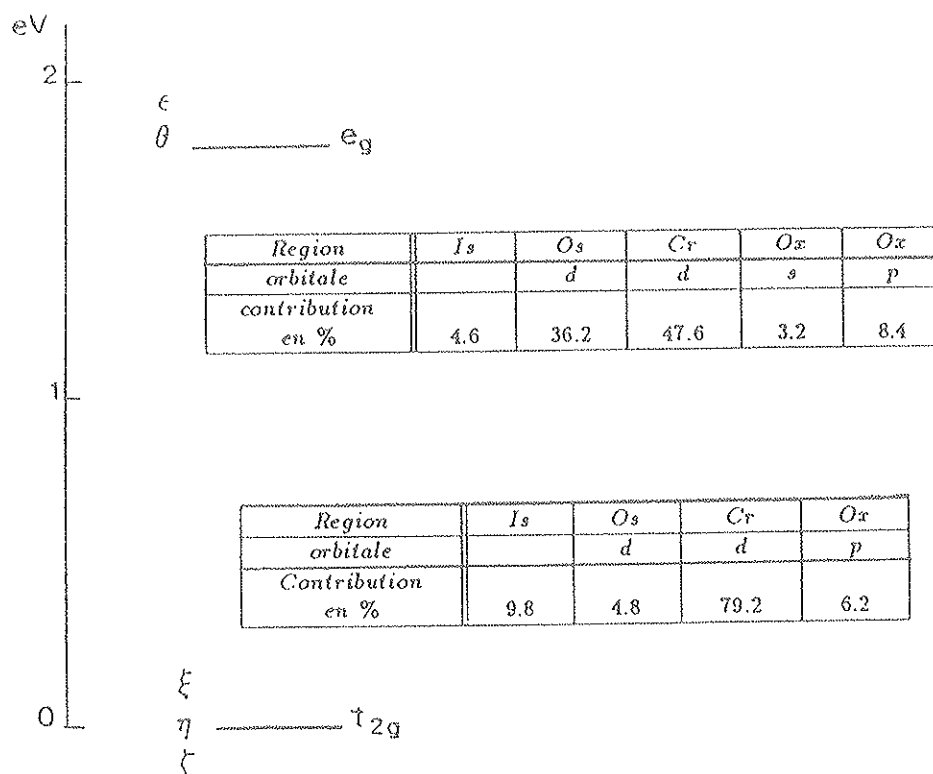 eV
2
ϵ
θ e_g
Region Is Os Cr Ox Ox
orbitale d d s p
contribution
en % 4.6 36.2 47.6 3.2 8.4
1
Region Is Os Cr Ox
orbitale d d p
Contribution
en % 9.8 4.8 79.2 6.2
ξ
0 η t_2g
ζ